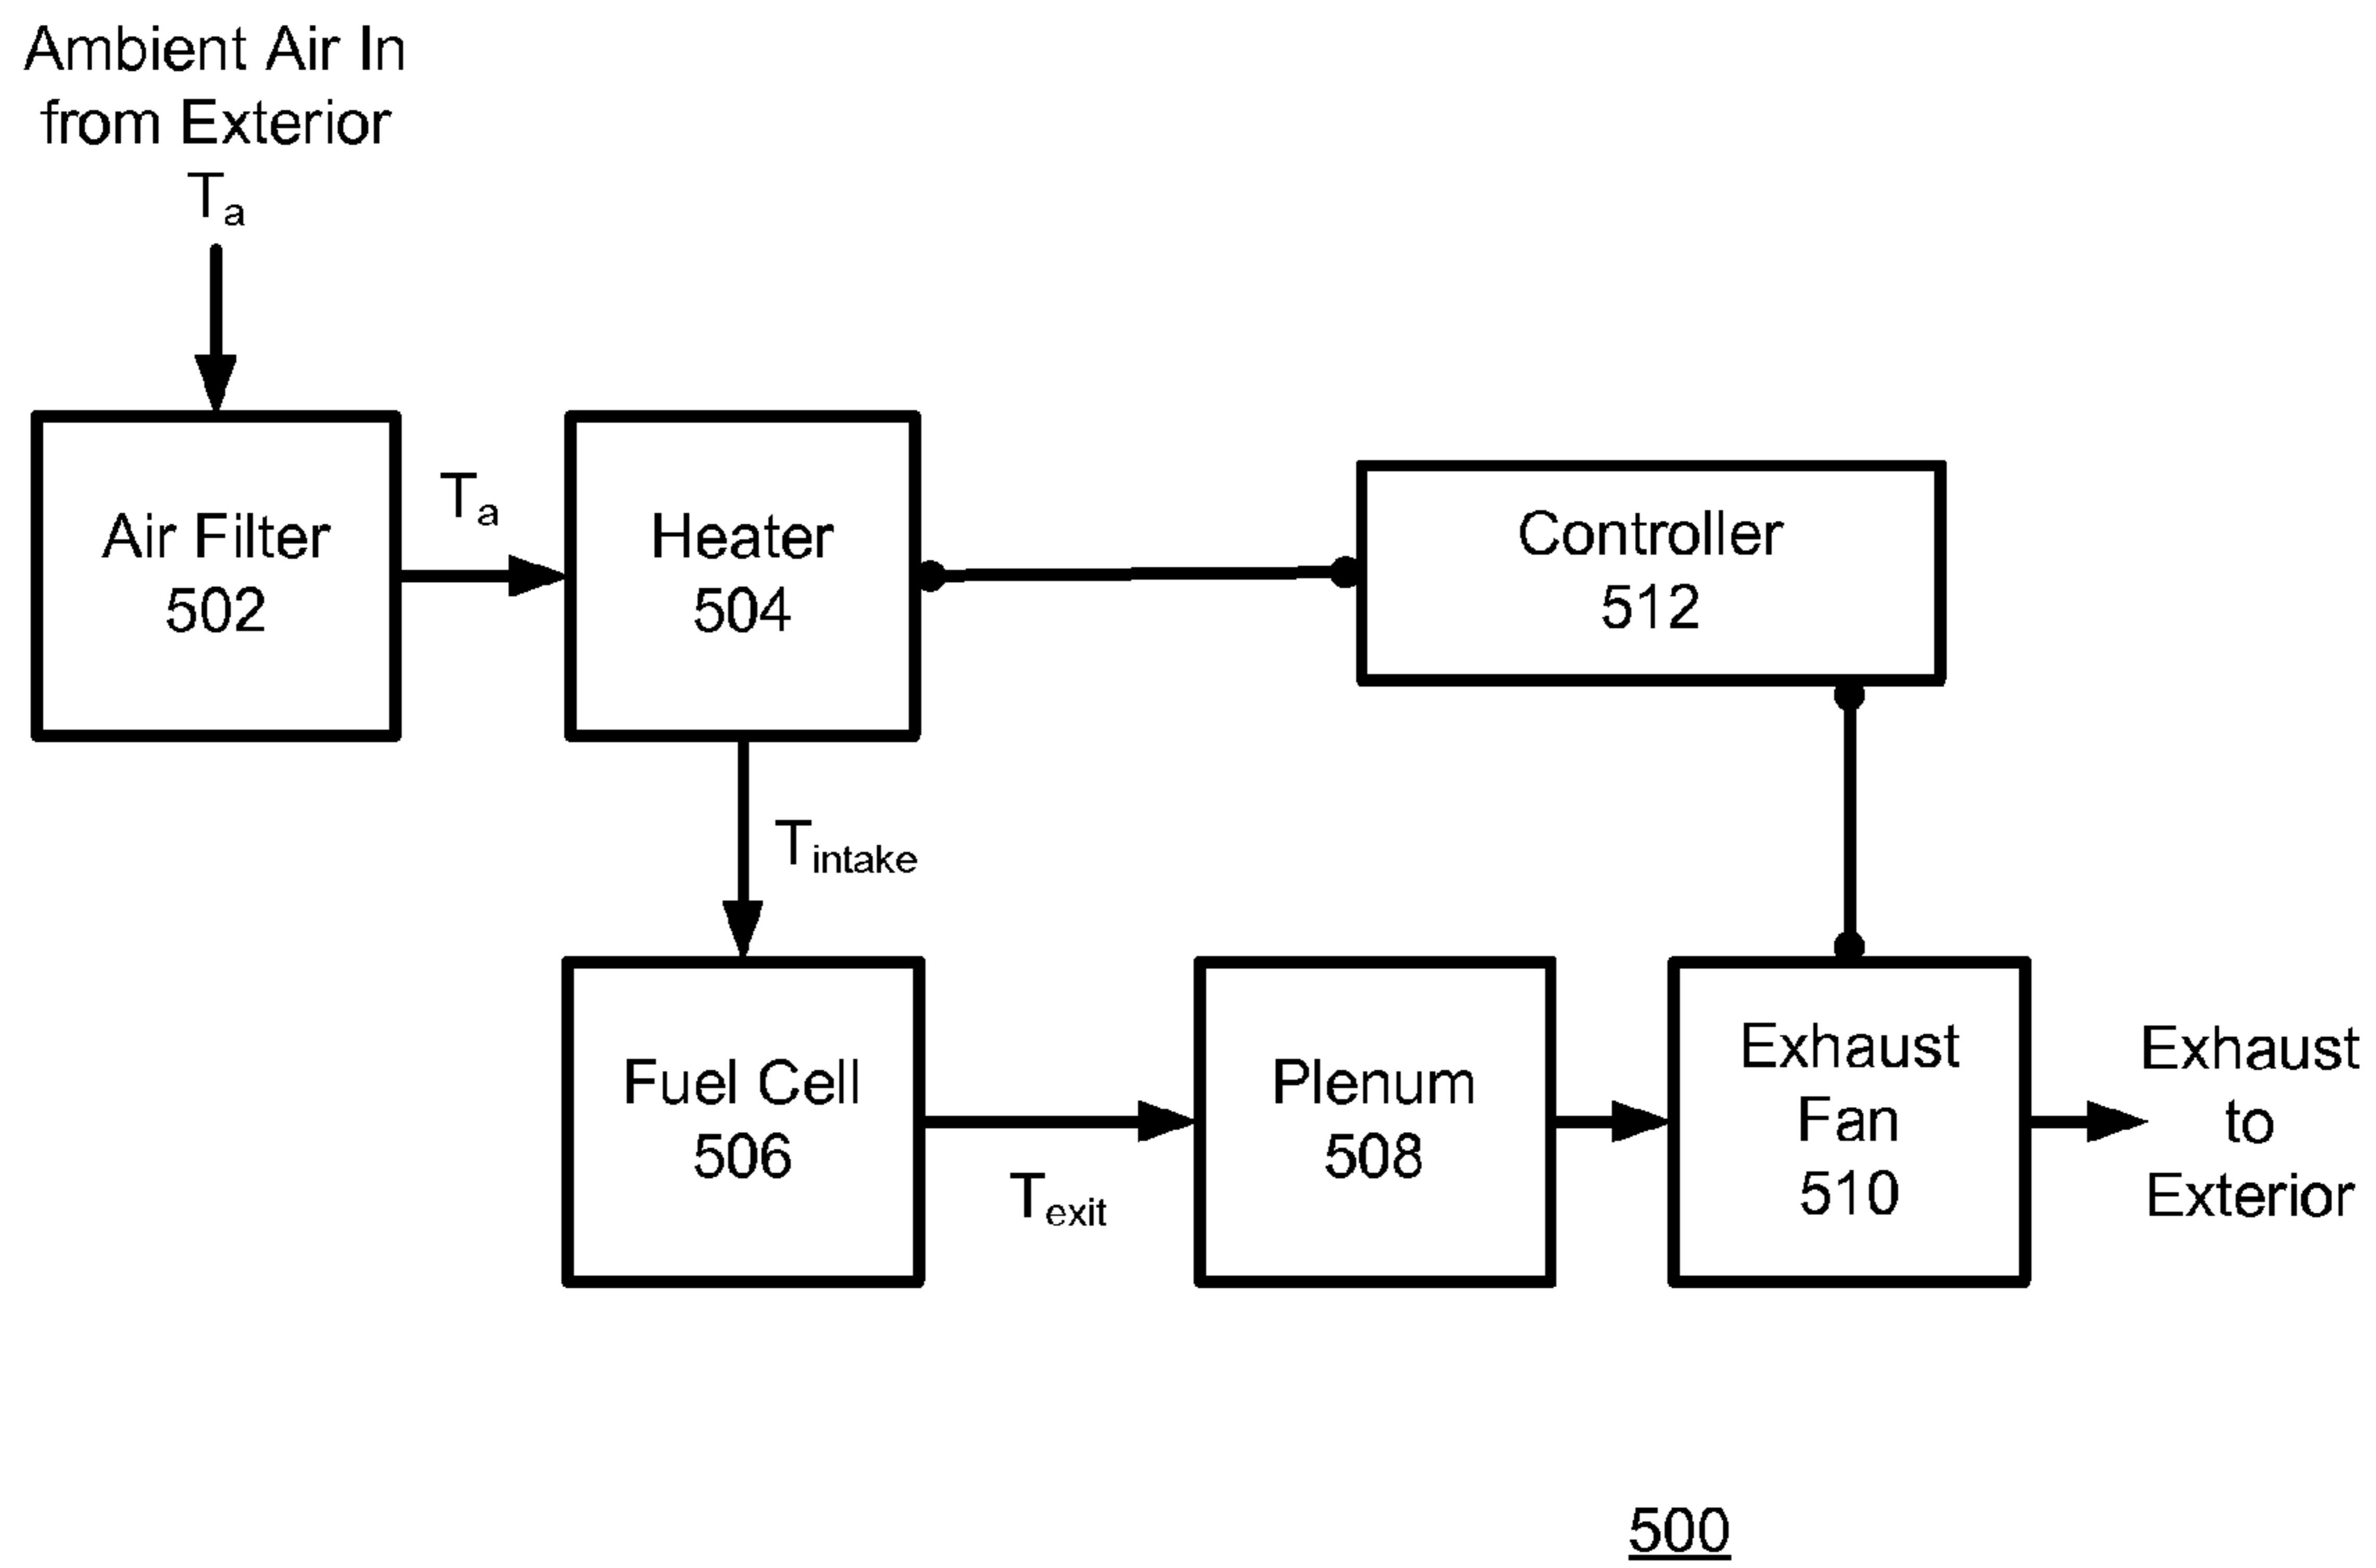 Ambient Air In
from Exterior
Ta
Air Filter
502
Ta
Heater
504
Controller
512
Tintake
Fuel Cell
506
Texit
Plenum
508
Exhaust
Fan
510
Exhaust
to
Exterior
500